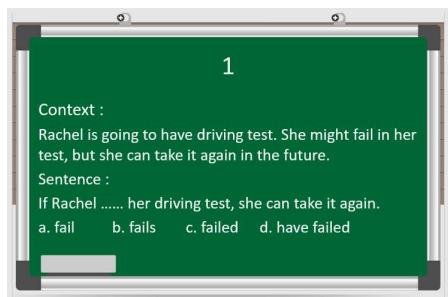 1
Context :
Rachel is going to have driving test. She might fail in her
test, but she can take it again in the future.
Sentence :
If Rachel ...... her driving test, she can take it again.
a. fail b. fails c. failed d. have failed